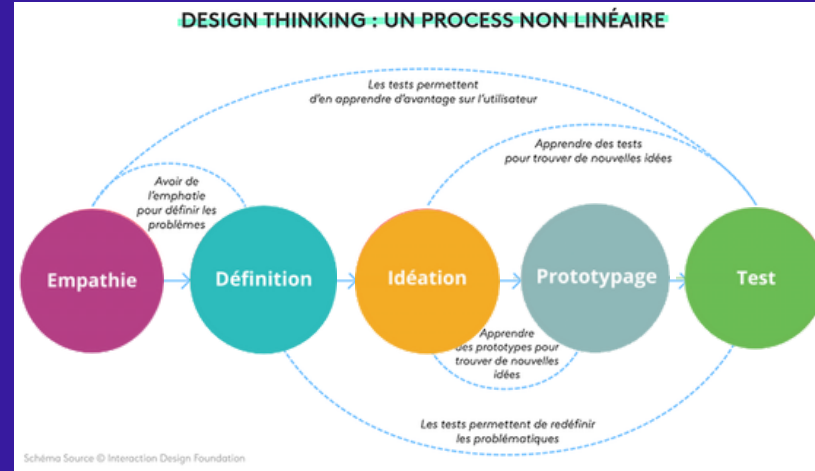 DESIGN THINKING : UN PROCESS NON LINÉAIRE
Les tests permettent
d'en apprendre d'avantage sur l'utilisateur
Apprendre des tests
pour trouver de nouvelles idées
Avoir de
l'emphatie
pour définir les
problèmes
Empathie
Définition
Idéation
Prototypage
Test
Apprendre
des prototypes pour
trouver de nouvelles
idées
Les tests permettent de redéfinir
les problématiques
Schéma Source © Interaction Design Foundation